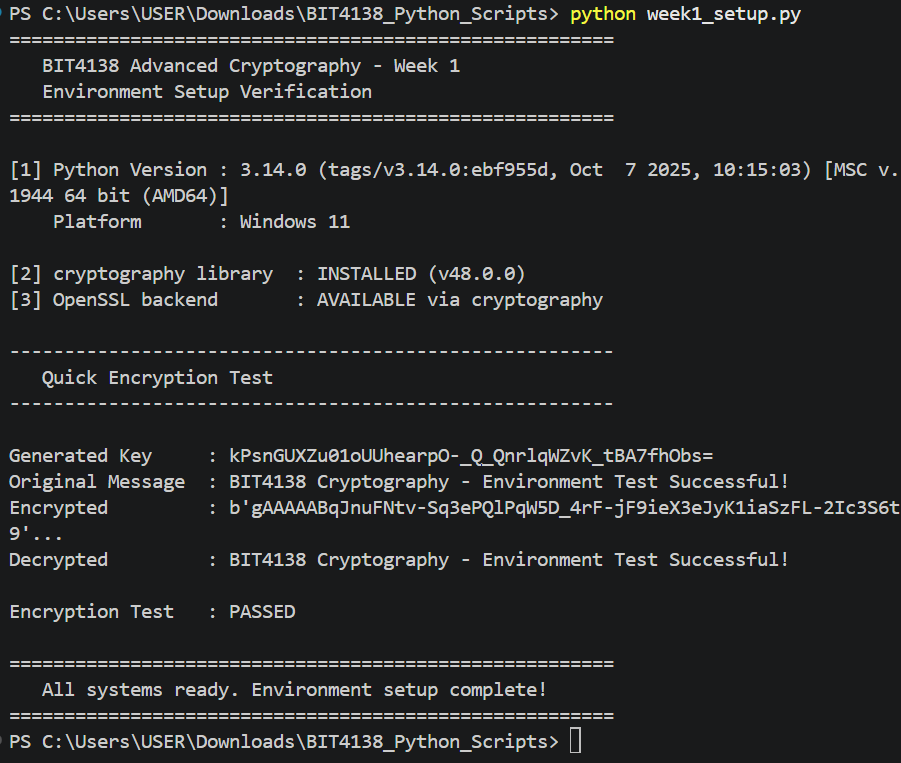 PS C:\Users\USER\Downloads\BIT4138_Python_Scripts> python week1_setup.py
=======================================================
   BIT4138 Advanced Cryptography - Week 1
   Environment Setup Verification
=======================================================

[1] Python Version : 3.14.0 (tags/v3.14.0:ebf955d, Oct  7 2025, 10:15:03) [MSC v.
1944 64 bit (AMD64)]
    Platform       : Windows 11

[2] cryptography library  : INSTALLED (v48.0.0)
[3] OpenSSL backend       : AVAILABLE via cryptography

-------------------------------------------------------
   Quick Encryption Test
-------------------------------------------------------

Generated Key     : kPsnGUXZu01oUUhearpO-_Q_QnrlqWZvK_tBA7fhObs=
Original Message  : BIT4138 Cryptography - Environment Test Successful!
Encrypted         : b'gAAAAABqJnuFNtv-Sq3ePQlPqW5D_4rF-jF9ieX3eJyK1iaSzFL-2Ic3S6t
9'...
Decrypted         : BIT4138 Cryptography - Environment Test Successful!

Encryption Test   : PASSED

=======================================================
   All systems ready. Environment setup complete!
=======================================================
PS C:\Users\USER\Downloads\BIT4138_Python_Scripts>